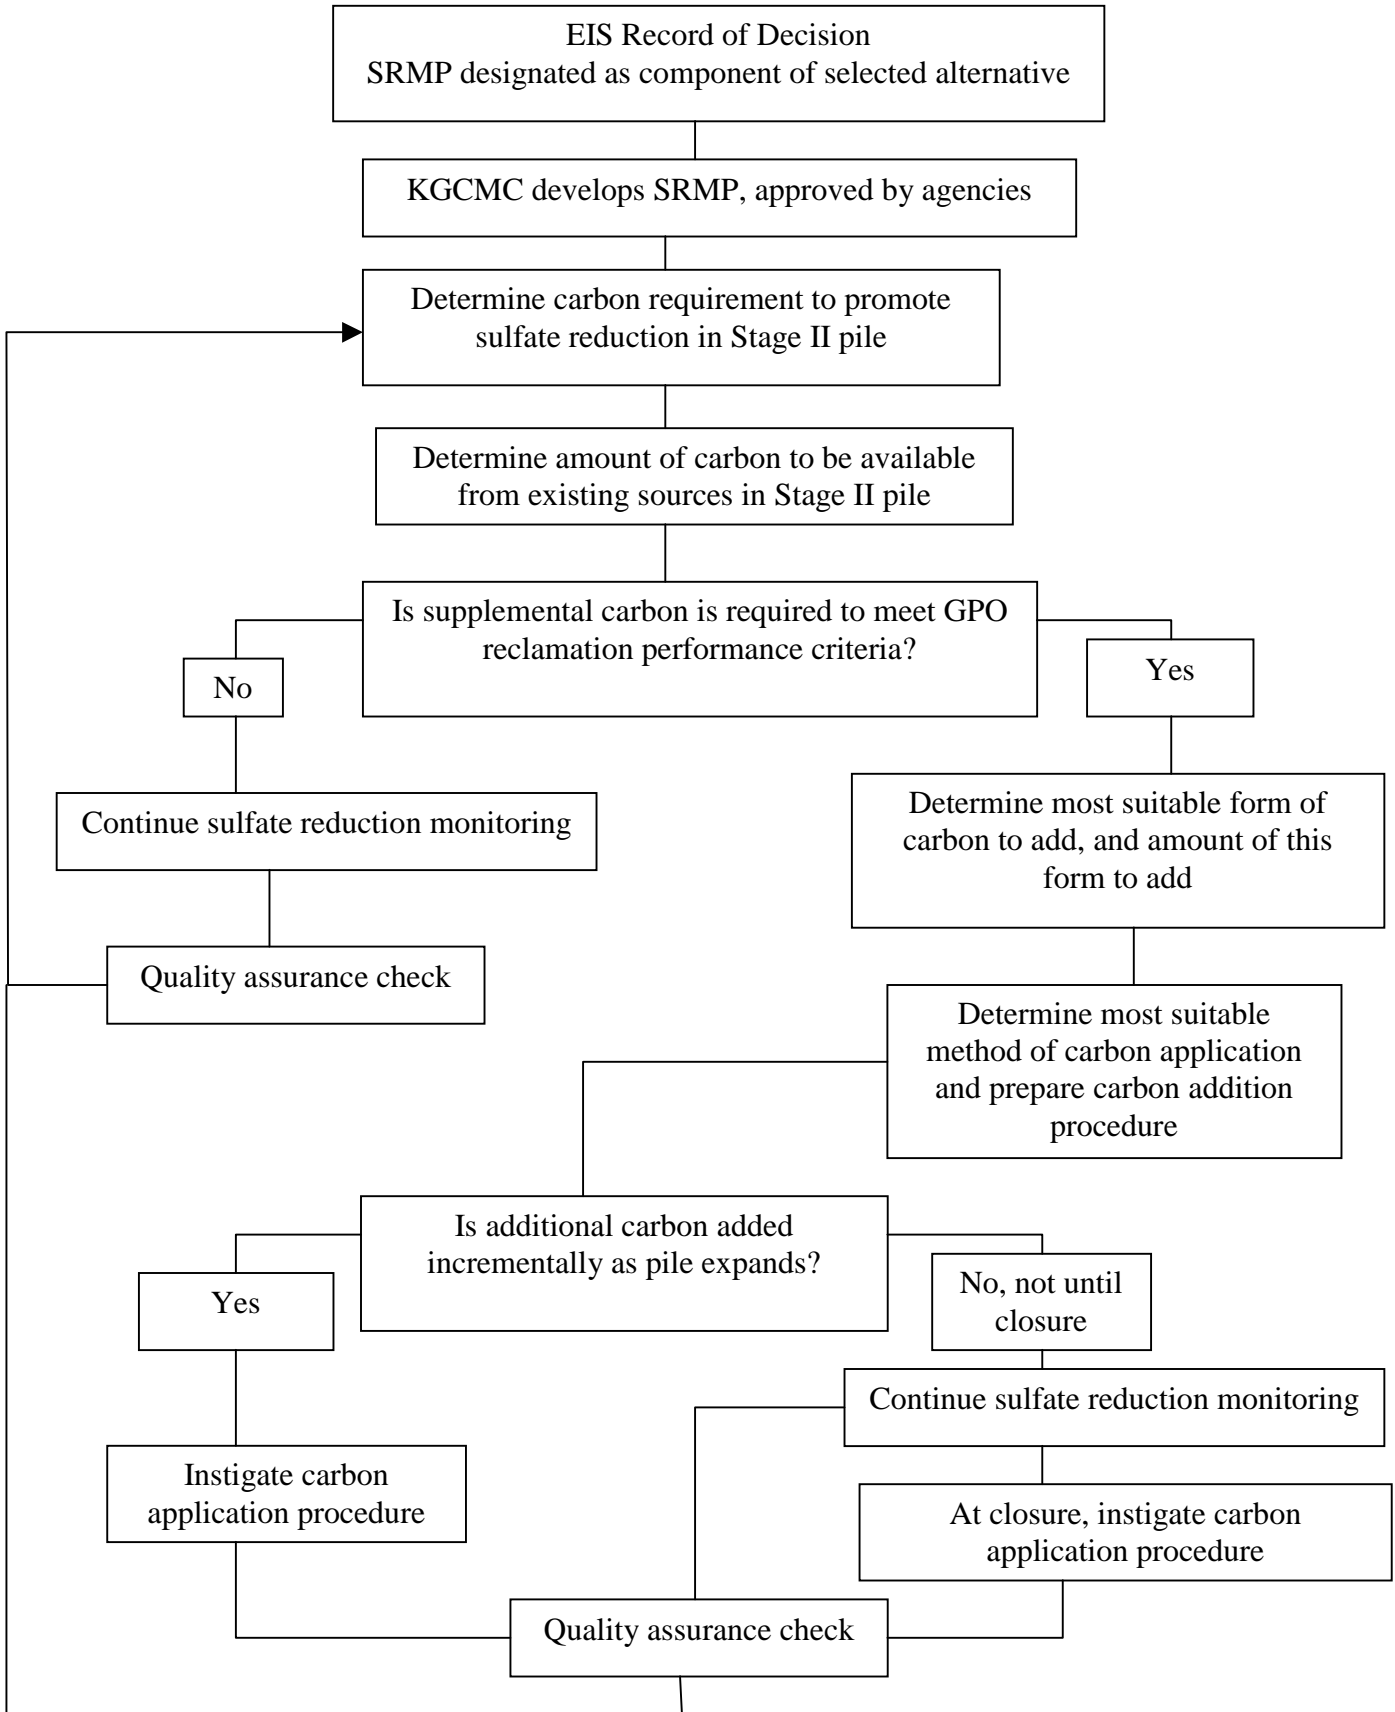 EIS Record of Decision
SRMP designated as component of selected alternative
KGCMC develops SRMP, approved by agencies
Determine carbon requirement to promote
sulfate reduction in Stage II pile
Determine amount of carbon to be available
from existing sources in Stage II pile
Is supplemental carbon is required to meet GPO
reclamation performance criteria?
No
Yes
Continue sulfate reduction monitoring
Determine most suitable form of
carbon to add, and amount of this
form to add
Quality assurance check
Determine most suitable
method of carbon application
and prepare carbon addition
procedure
Is additional carbon added
incrementally as pile expands?
Yes
No, not until
closure
Continue sulfate reduction monitoring
Instigate carbon
application procedure
At closure, instigate carbon
application procedure
Quality assurance check